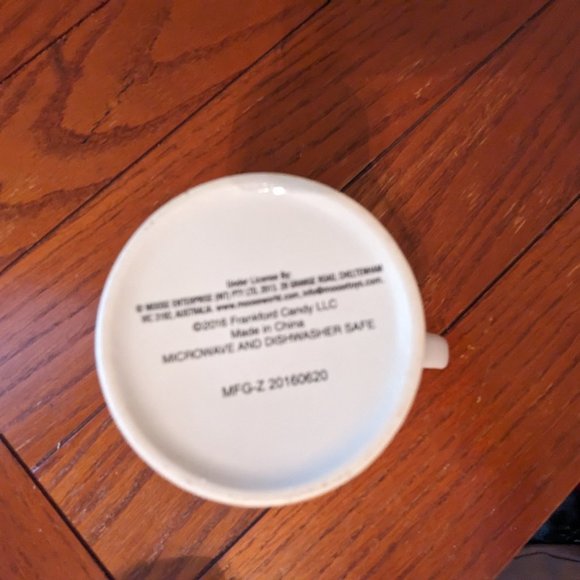 Under License By:
© MOOSE ENTERPRISE (INT) PTY LTD, 2013. 29 GRANGE ROAD, CHELTENHAM
VIC 3192, AUSTRALIA. www.mooseworld.com, info@moosetoys.com.
©2016 Frankford Candy LLC
Made in China
MICROWAVE AND DISHWASHER SAFE
MFG-Z 20160620